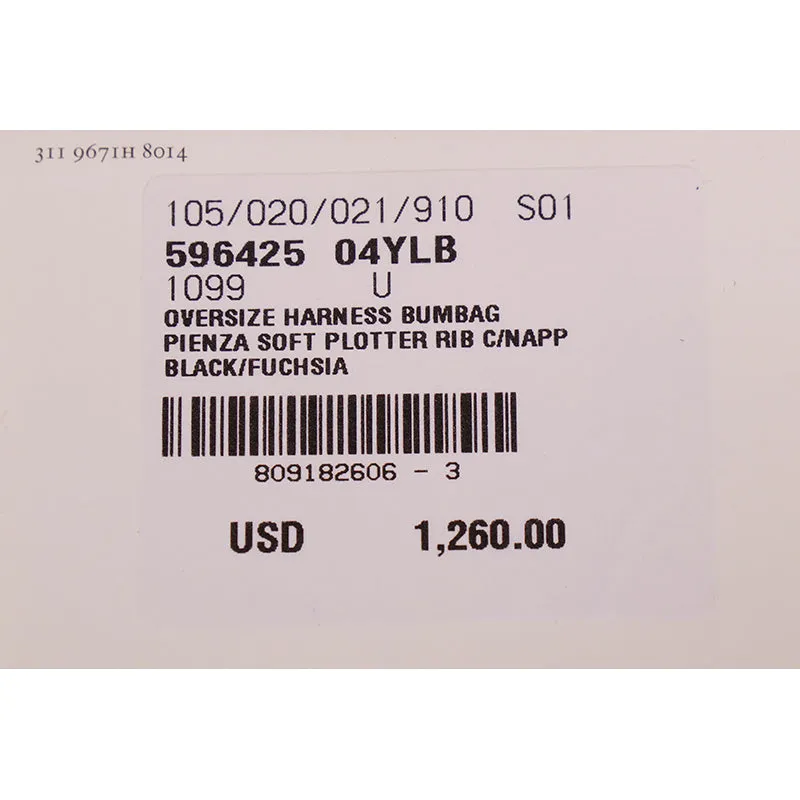 311 9671H 8014
105/020/021/910 S01
596425 04YLB
1099 U
OVERSIZE HARNESS BUMBAG
PIENZA SOFT PLOTTER RIB C/NAPP
BLACK/FUCHSIA
809182606 - 3
USD 1,260.00